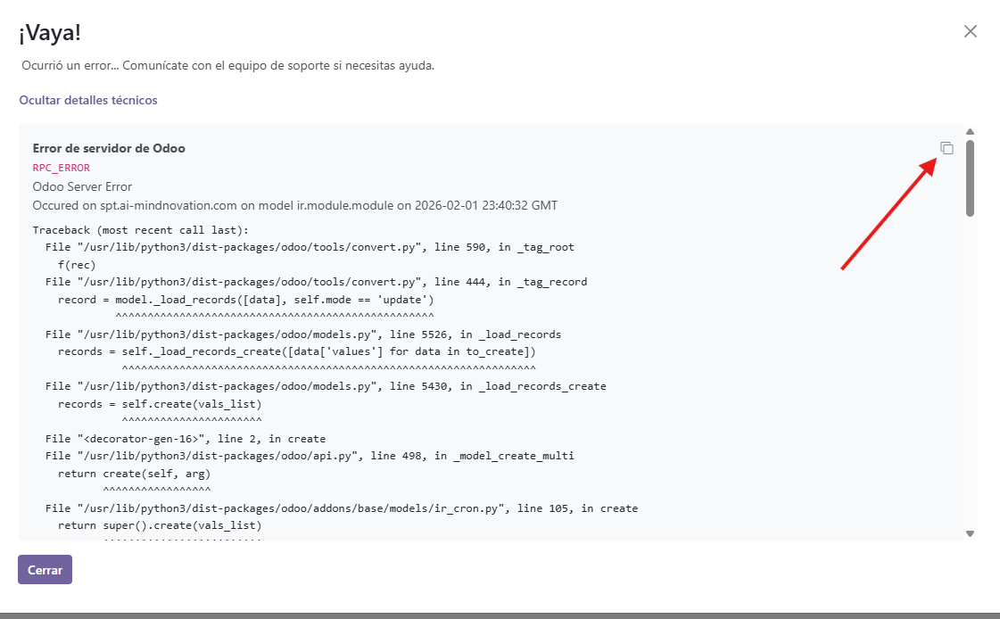 ¡Vaya!
Ocurrió un error... Comunícate con el equipo de soporte si necesitas ayuda.
Ocultar detalles técnicos
Error de servidor de Odoo
RPC_ERROR
Odoo Server Error
Occured on spt.ai-mindnovation.com on model ir.module.module on 2026-02-01 23:40:32 GMT
Traceback (most recent call last):
  File "/usr/lib/python3/dist-packages/odoo/tools/convert.py", line 590, in _tag_root
    f(rec)
  File "/usr/lib/python3/dist-packages/odoo/tools/convert.py", line 444, in _tag_record
    record = model._load_records([data], self.mode == 'update')
             ^^^^^^^^^^^^^^^^^^^^^^^^^^^^^^^^^^^^^^^^^^^^^^^^^^
  File "/usr/lib/python3/dist-packages/odoo/models.py", line 5526, in _load_records
    records = self._load_records_create([data['values'] for data in to_create])
              ^^^^^^^^^^^^^^^^^^^^^^^^^^^^^^^^^^^^^^^^^^^^^^^^^^^^^^^^^^^^^^^^^
  File "/usr/lib/python3/dist-packages/odoo/models.py", line 5430, in _load_records_create
    records = self.create(vals_list)
              ^^^^^^^^^^^^^^^^^^^^^^
  File "<decorator-gen-16>", line 2, in create
  File "/usr/lib/python3/dist-packages/odoo/api.py", line 498, in _model_create_multi
    return create(self, arg)
           ^^^^^^^^^^^^^^^^^
  File "/usr/lib/python3/dist-packages/odoo/addons/base/models/ir_cron.py", line 105, in create
    return super().create(vals_list)
           ^^^^^^^^^^^^^^^^^^^^^^^^^
Cerrar